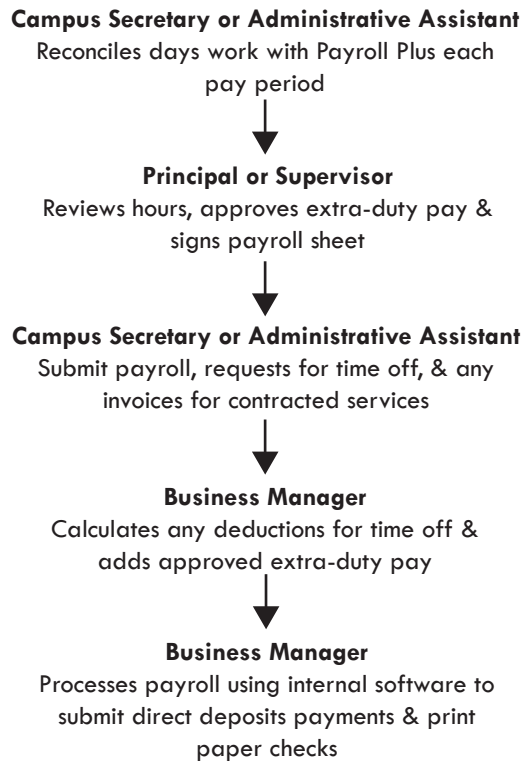 Campus Secretary or Administrative Assistant
Reconciles days work with Payroll Plus each
pay period
Principal or Supervisor
Reviews hours, approves extra-duty pay &
signs payroll sheet
Campus Secretary or Administrative Assistant
Submit payroll, requests for time off, & any
invoices for contracted services
Business Manager
Calculates any deductions for time off &
adds approved extra-duty pay
Business Manager
Processes payroll using internal software to
submit direct deposits payments & print
paper checks